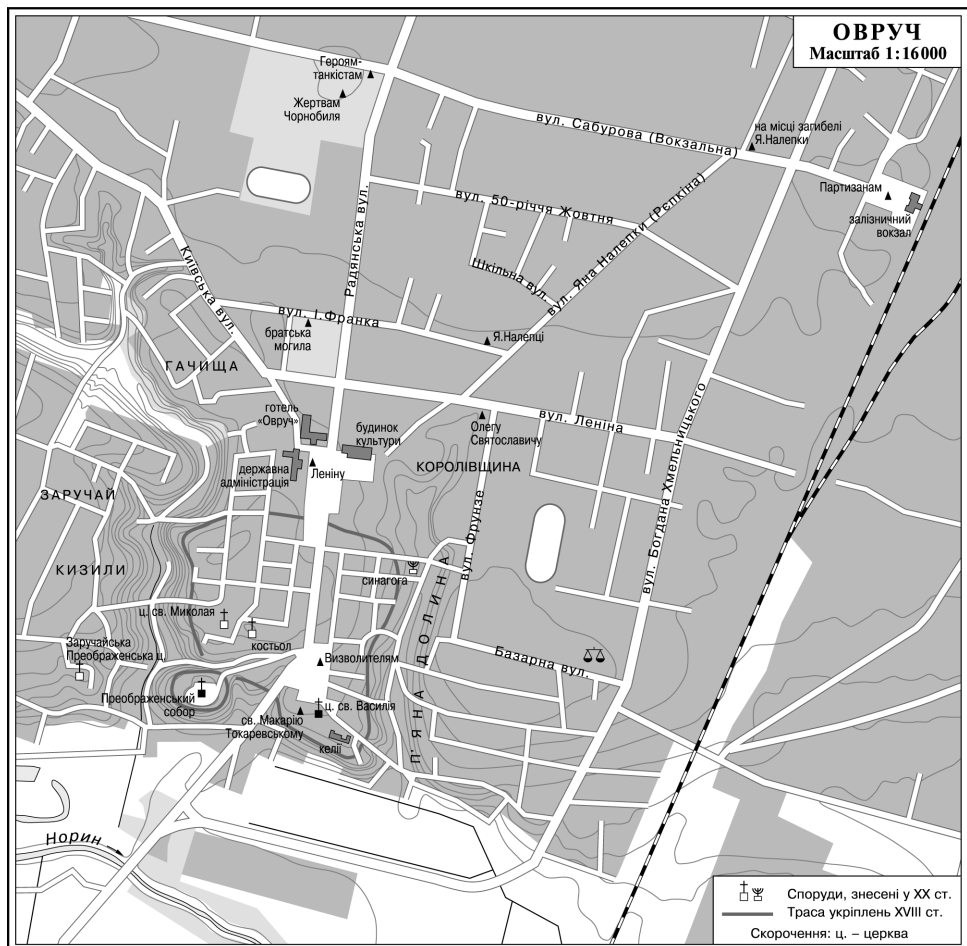 ОВРУЧ
Масштаб 1:16000
Героям-
танкістам
Жертвам
Чорнобиля
вул. Сабурова (Вокзальна)
на місці загибелі
Я.Налепки
Партизанам
залізничний
вокзал
вул. 50-річчя Жовтня
Радянська вул.
Київська вул.
Шкільна вул.
вул. Яна Налепки (Рєпкіна)
вул. І.Франка
братська
могила
Я.Налепці
ГАЧИЩА
готель
«Овруч»
будинок
культури
Олегу
Святославичу
вул. Леніна
державна
адміністрація
Леніну
КОРОЛІВЩИНА
ЗАРУЧАЙ
вул. Фрунзе
вул. Богдана Хмельницького
КИЗИЛИ
синагога
П'ЯНА ДОЛИНА
ц. св. Миколая
костьол
Заручайська
Преображенська ц.
Визволителям
Базарна вул.
Преображенський
собор
ц. св. Василія
св. Макарію
Токаревському
келії
Норин
Споруди, знесені у XX ст.
Траса укріплень XVIII ст.
Скорочення: ц. – церква